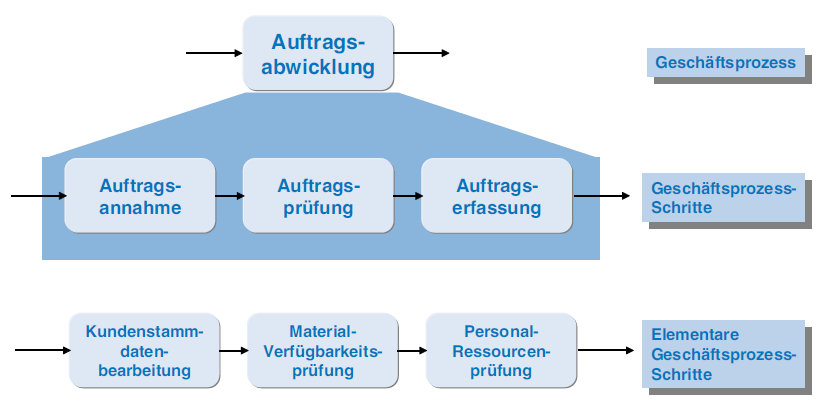 Auftrags-
abwicklung
Geschäftsprozess
Auftrags-
annahme
Auftrags-
prüfung
Auftrags-
erfassung
Geschäftsprozess-
Schritte
Kundenstamm-
daten-
bearbeitung
Material-
Verfügbarkeits-
prüfung
Personal-
Ressourcen-
prüfung
Elementare
Geschäftsprozess-
Schritte